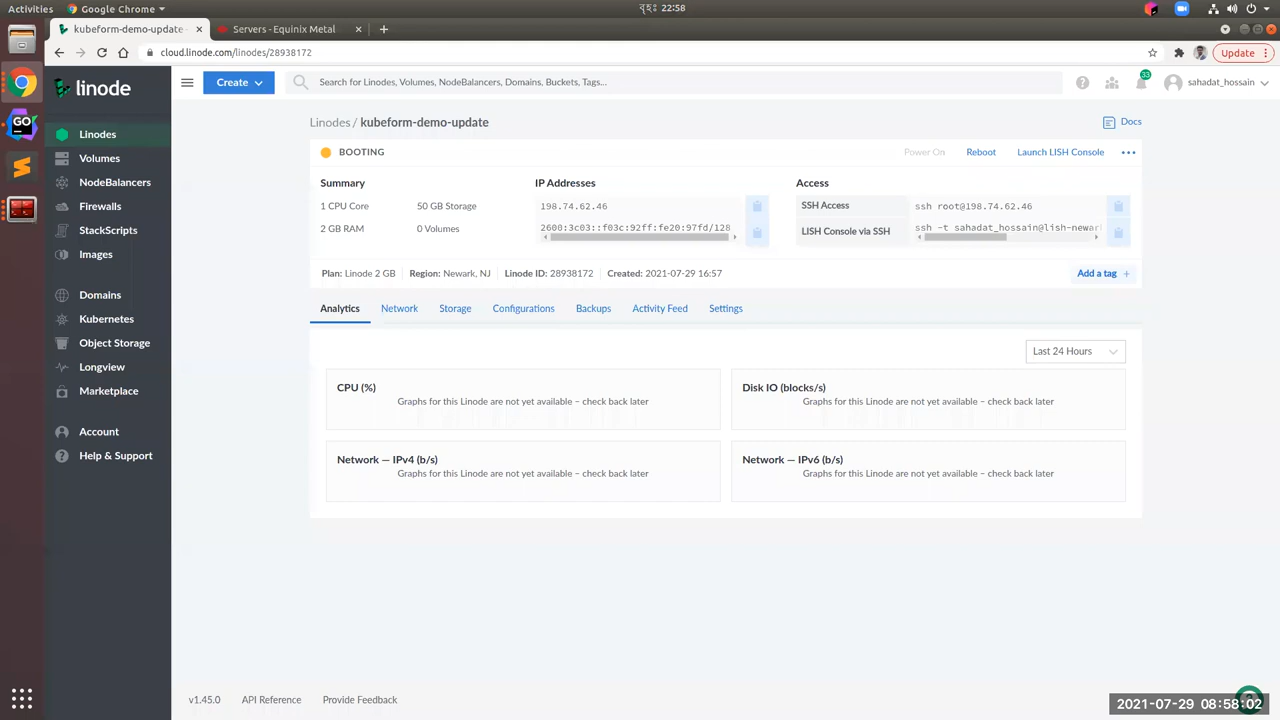 Activities
Google Chrome
বৃহঃ 22:58
kubeform-demo-update -
Servers - Equinix Metal
cloud.linode.com/linodes/28938172
Update
linode
Create
Search for Linodes, Volumes, NodeBalancers, Domains, Buckets, Tags...
33
sahadat_hossain
Linodes
Volumes
NodeBalancers
Firewalls
StackScripts
Images
Domains
Kubernetes
Object Storage
Longview
Marketplace
Account
Help & Support
Linodes / kubeform-demo-update
Docs
BOOTING
Power On
Reboot
Launch LISH Console
Summary
IP Addresses
Access
1 CPU Core
50 GB Storage
198.74.62.46
SSH Access
ssh root@198.74.62.46
2 GB RAM
0 Volumes
2600:3c03::f03c:92ff:fe20:97fd/128
LISH Console via SSH
ssh -t sahadat_hossain@lish-newar
Plan: Linode 2 GB
Region: Newark, NJ
Linode ID: 28938172
Created: 2021-07-29 16:57
Add a tag +
Analytics
Network
Storage
Configurations
Backups
Activity Feed
Settings
Last 24 Hours
CPU (%)
Graphs for this Linode are not yet available – check back later
Disk IO (blocks/s)
Graphs for this Linode are not yet available – check back later
Network — IPv4 (b/s)
Graphs for this Linode are not yet available – check back later
Network — IPv6 (b/s)
Graphs for this Linode are not yet available – check back later
v1.45.0
API Reference
Provide Feedback
2021-07-29 08:58:02
GO